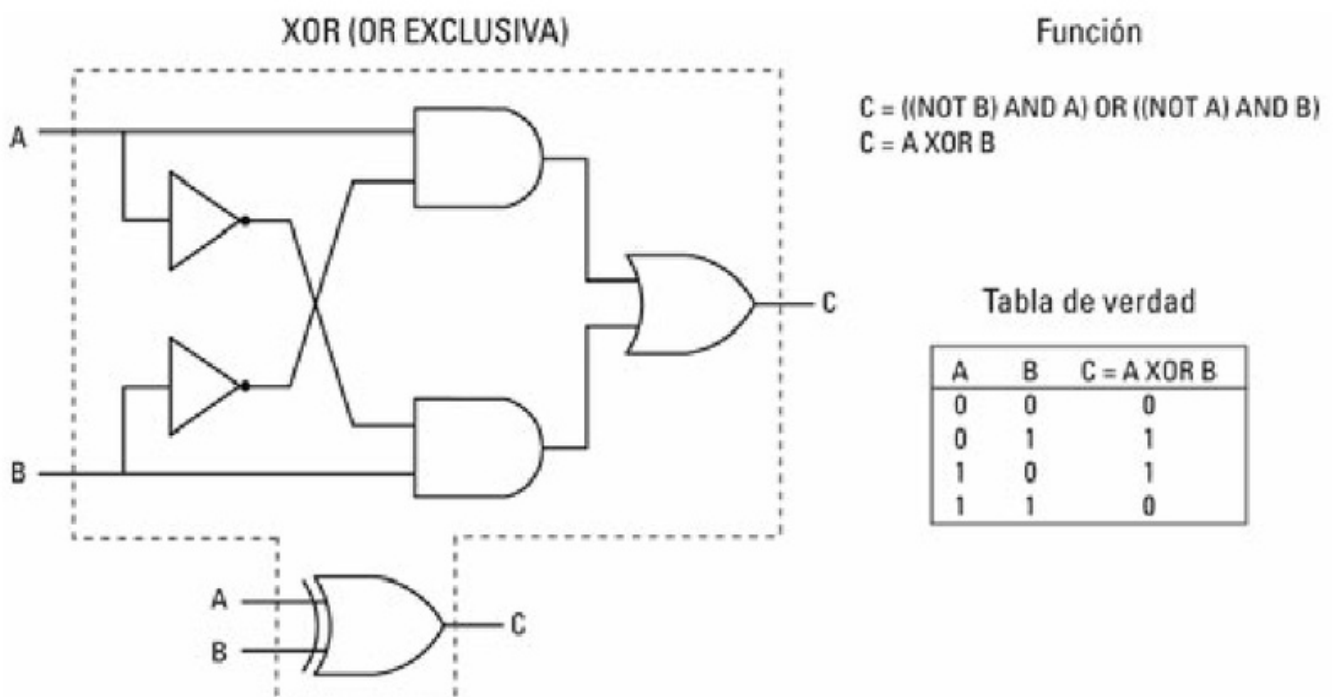 XOR (OR EXCLUSIVA)
A
B
C
A
B
C
Función
C = ((NOT B) AND A) OR ((NOT A) AND B)
C = A XOR B
Tabla de verdad
A B C = A XOR B
0 0 0
0 1 1
1 0 1
1 1 0